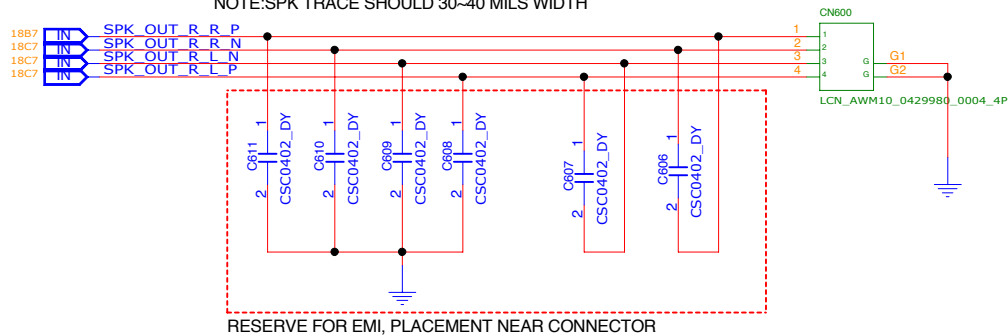 NOTE:SPK TRACE SHOULD 30~40 MILS WIDTH
CN600
18B7 IN SPK_OUT_R_R_P 1 1
18C7 IN SPK_OUT_R_R_N 2 2
18C7 IN SPK_OUT_R_L_N 3 3 G G1
18C7 IN SPK_OUT_R_L_P 4 4 G G2
LCN_AWM10_0429980_0004_4P
C611 1 2 CSC0402_DY
C610 1 2 CSC0402_DY
C609 1 2 CSC0402_DY
C608 1 2 CSC0402_DY
C607 1 2 CSC0402_DY
C606 1 2 CSC0402_DY
RESERVE FOR EMI, PLACEMENT NEAR CONNECTOR